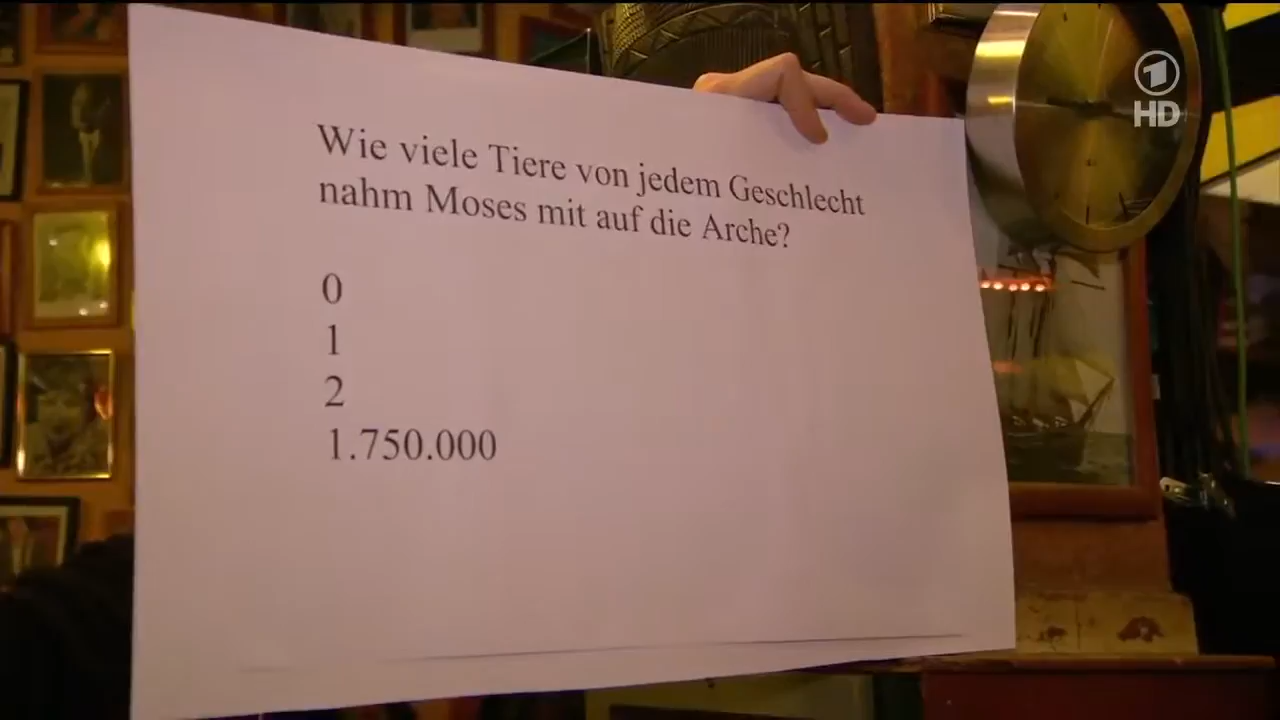 Wie viele Tiere von jedem Geschlecht
nahm Moses mit auf die Arche?
0
1
2
1.750.000
1
HD